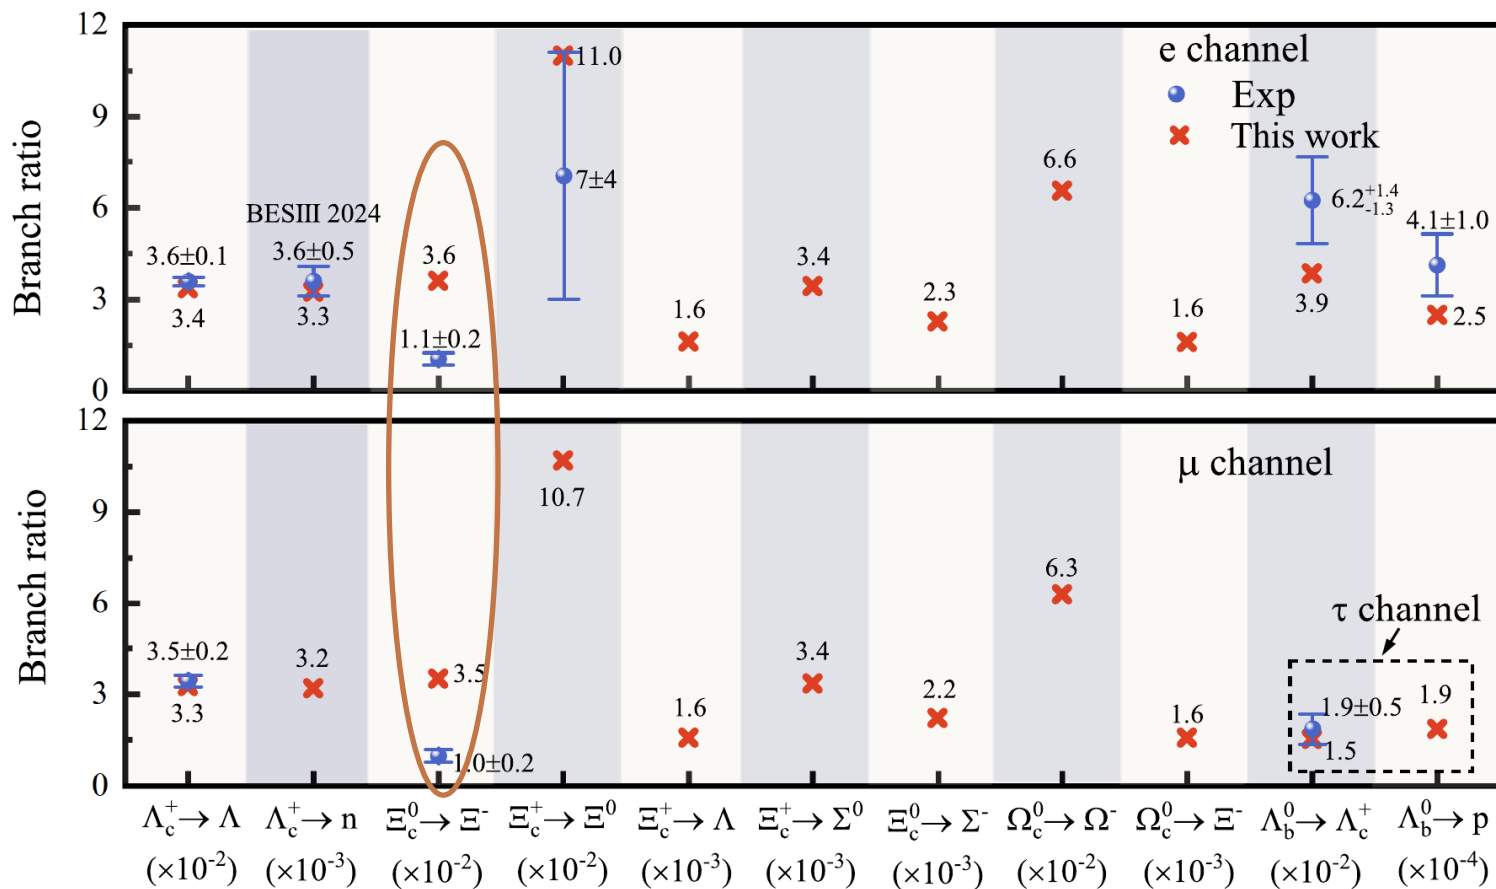 12
9
6
3
0
Branch ratio
e channel
Exp
This work
BESIII 2024
3.6±0.1
3.4
3.6±0.5
3.3
3.6
1.1±0.2
11.0
7±4
1.6
3.4
2.3
6.6
1.6
6.2+1.4-1.3
3.9
4.1±1.0
2.5
12
9
6
3
0
Branch ratio
μ channel
τ channel
3.5±0.2
3.3
3.2
3.5
1.0±0.2
10.7
1.6
3.4
2.2
6.3
1.6
1.9±0.5
1.5
1.9
Λc+→ Λ
(×10-2)
Λc+→ n
(×10-3)
Ξc0→ Ξ-
(×10-2)
Ξc+→ Ξ0
(×10-2)
Ξc+→ Λ
(×10-3)
Ξc+→ Σ0
(×10-3)
Ξc0→ Σ-
(×10-3)
Ωc0→ Ω-
(×10-2)
Ωc0→ Ξ-
(×10-3)
Λb0→ Λc+
(×10-2)
Λb0→ p
(×10-4)